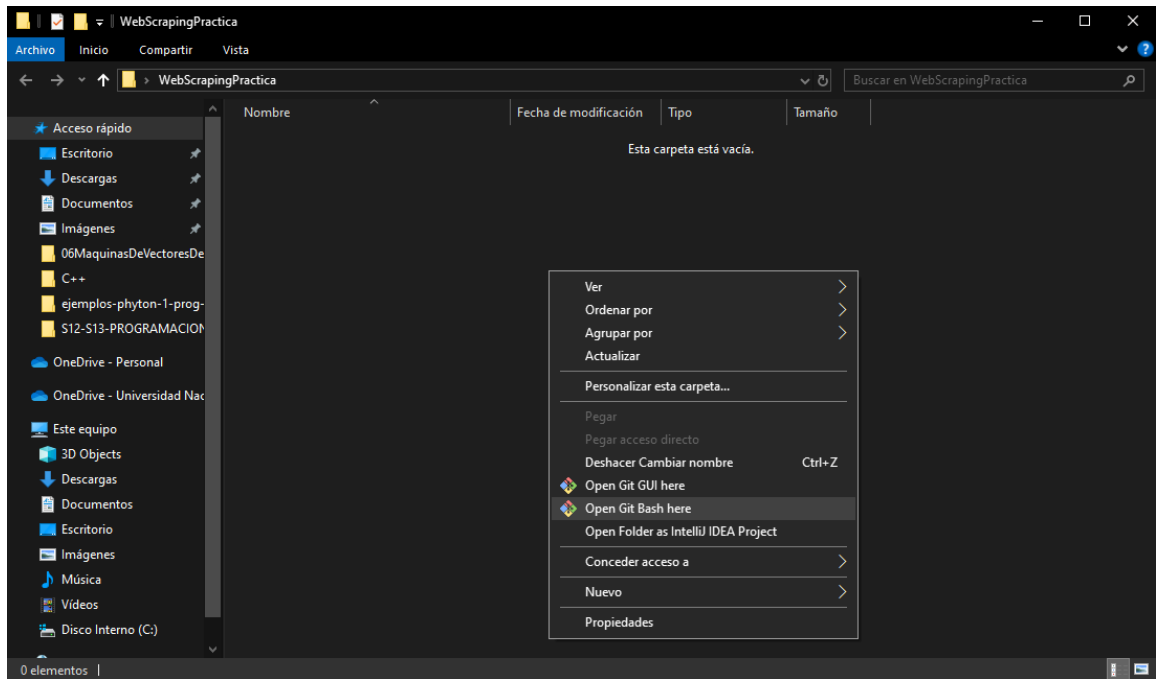 WebScrapingPractica
Archivo Inicio Compartir Vista
WebScrapingPractica
Buscar en WebScrapingPractica
Nombre Fecha de modificación Tipo Tamaño
Esta carpeta está vacía.
Acceso rápido
Escritorio
Descargas
Documentos
Imágenes
06MaquinasDeVectoresDe
C++
ejemplos-phyton-1-prog-
S12-S13-PROGRAMACION
OneDrive - Personal
OneDrive - Universidad Nac
Este equipo
3D Objects
Descargas
Documentos
Escritorio
Imágenes
Música
Vídeos
Disco Interno (C:)
Ver
Ordenar por
Agrupar por
Actualizar
Personalizar esta carpeta...
Pegar
Pegar acceso directo
Deshacer Cambiar nombre Ctrl+Z
Open Git GUI here
Open Git Bash here
Open Folder as IntelliJ IDEA Project
Conceder acceso a
Nuevo
Propiedades
0 elementos